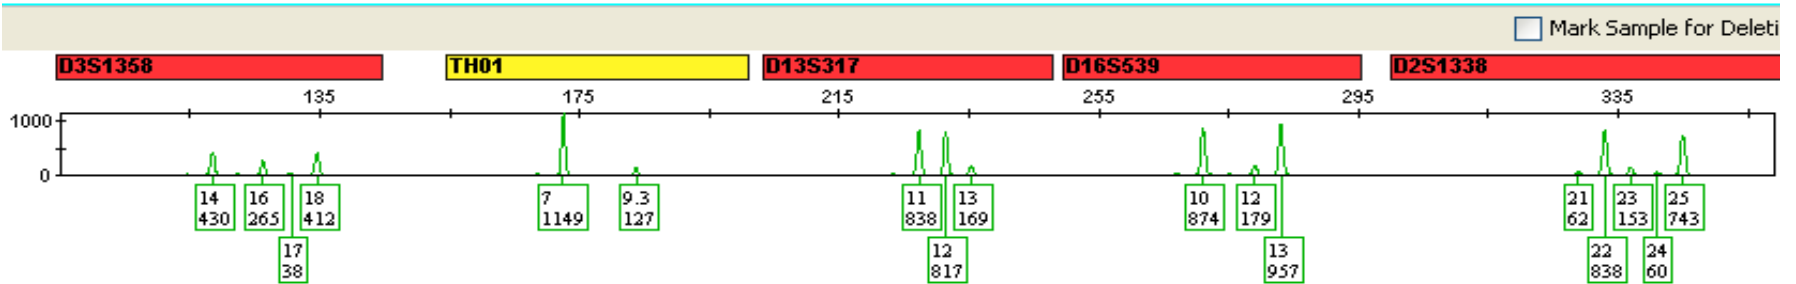 Mark Sample for Deleti
D3S1358 TH01 D13S317 D16S539 D2S1338
135 175 215 255 295 335
1000
0
14 16 18 7 9.3 11 13 10 12 21 23 25
430 265 412 1149 127 838 169 874 179 62 153 743
17 12 13 22 24
38 817 957 838 60